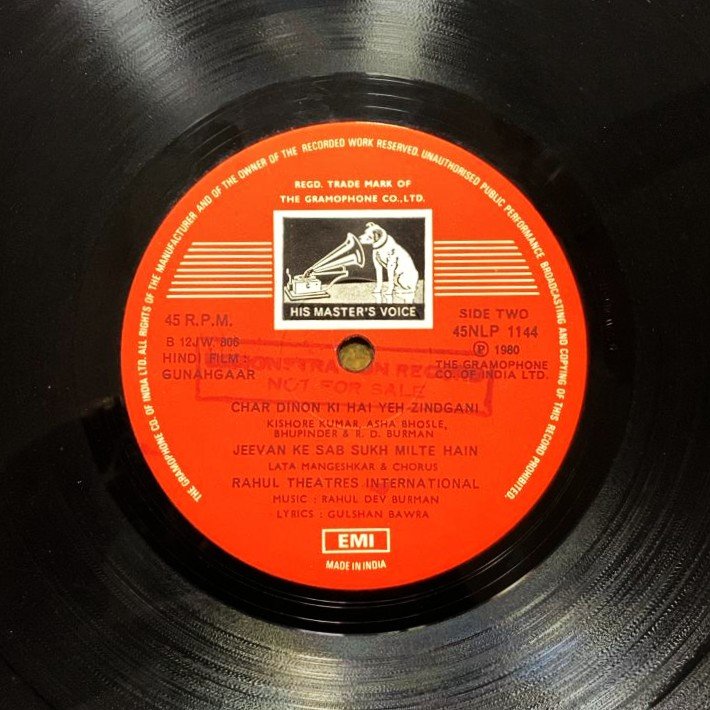 THE GRAMOPHONE CO. OF INDIA LTD. ALL RIGHTS OF THE MANUFACTURER AND OF THE OWNER OF THE RECORDED WORK RESERVED. UNAUTHORISED PUBLIC PERFORMANCE BROADCASTING AND COPYING OF THIS RECORD PROHIBITED.
REGD. TRADE MARK OF
THE GRAMOPHONE CO., LTD.
HIS MASTER'S VOICE
45 R.P.M.
B 12JW 806
HINDI FILM
GUNAHGAAR
SIDE TWO
45NLP 1144
Ⓟ 1980
THE GRAMOPHONE
CO. OF INDIA LTD.
DEMONSTRATION RECORD
NOT FOR SALE
CHAR DINON KI HAI YEH ZINDGANI
KISHORE KUMAR, ASHA BHOSLE,
BHUPINDER & R. D. BURMAN
JEEVAN KE SAB SUKH MILTE HAIN
LATA MANGESHKAR & CHORUS
RAHUL THEATRES INTERNATIONAL
MUSIC : RAHUL DEV BURMAN
LYRICS : GULSHAN BAWRA
EMI
MADE IN INDIA